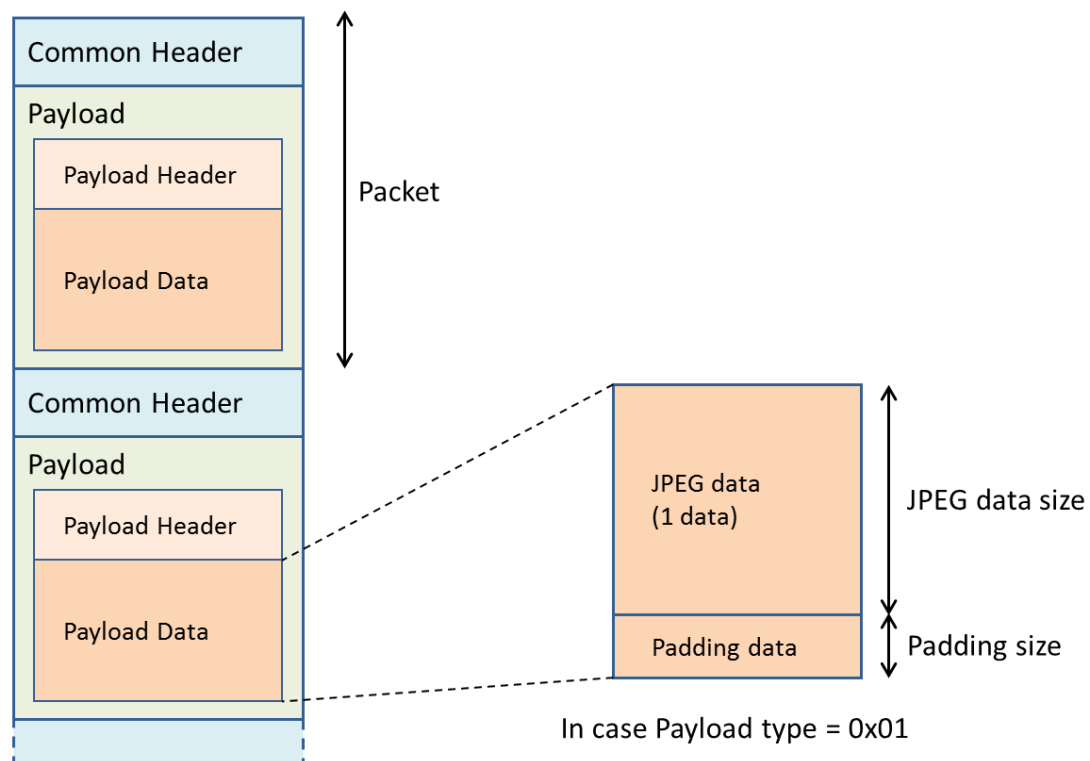 Common Header
Payload
Payload Header
Payload Data
Packet
Common Header
Payload
Payload Header
Payload Data
JPEG data
(1 data)
JPEG data size
Padding data
Padding size
In case Payload type = 0x01